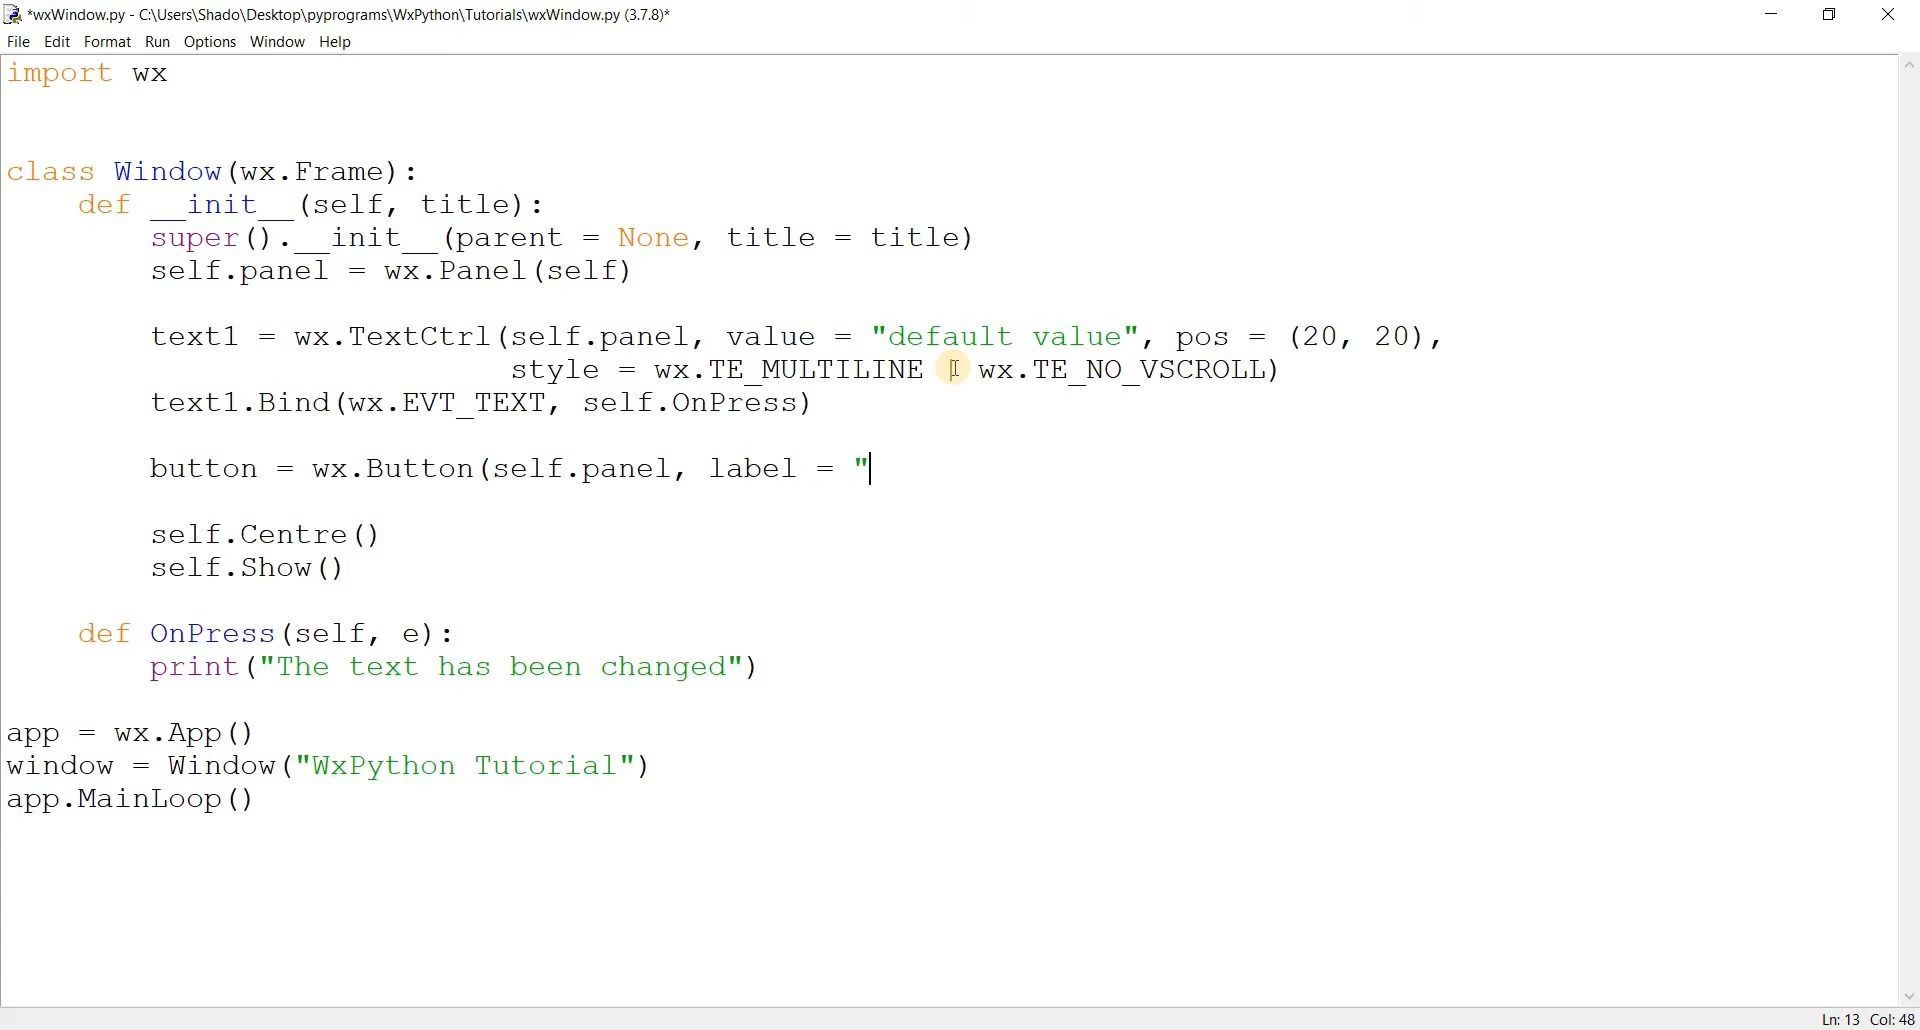 *wxWindow.py - C:\Users\Shado\Desktop\pyprograms\WxPython\Tutorials\wxWindow.py (3.7.8)*
File Edit Format Run Options Window Help
import wx
class Window(wx.Frame):
    def __init__(self, title):
        super().__init__(parent = None, title = title)
        self.panel = wx.Panel(self)
        text1 = wx.TextCtrl(self.panel, value = "default value", pos = (20, 20),
                            style = wx.TE_MULTILINE | wx.TE_NO_VSCROLL)
        text1.Bind(wx.EVT_TEXT, self.OnPress)
        button = wx.Button(self.panel, label = "
        self.Centre()
        self.Show()
    def OnPress(self, e):
        print("The text has been changed")
app = wx.App()
window = Window("WxPython Tutorial")
app.MainLoop()
Ln: 13 Col: 48